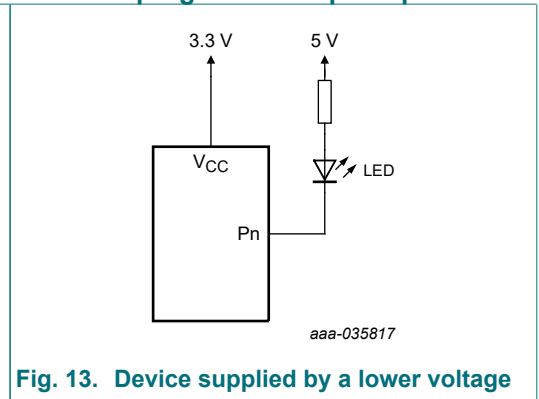 3.3 V
5 V
VCC
LED
Pn
aaa-035817
Fig. 13. Device supplied by a lower voltage